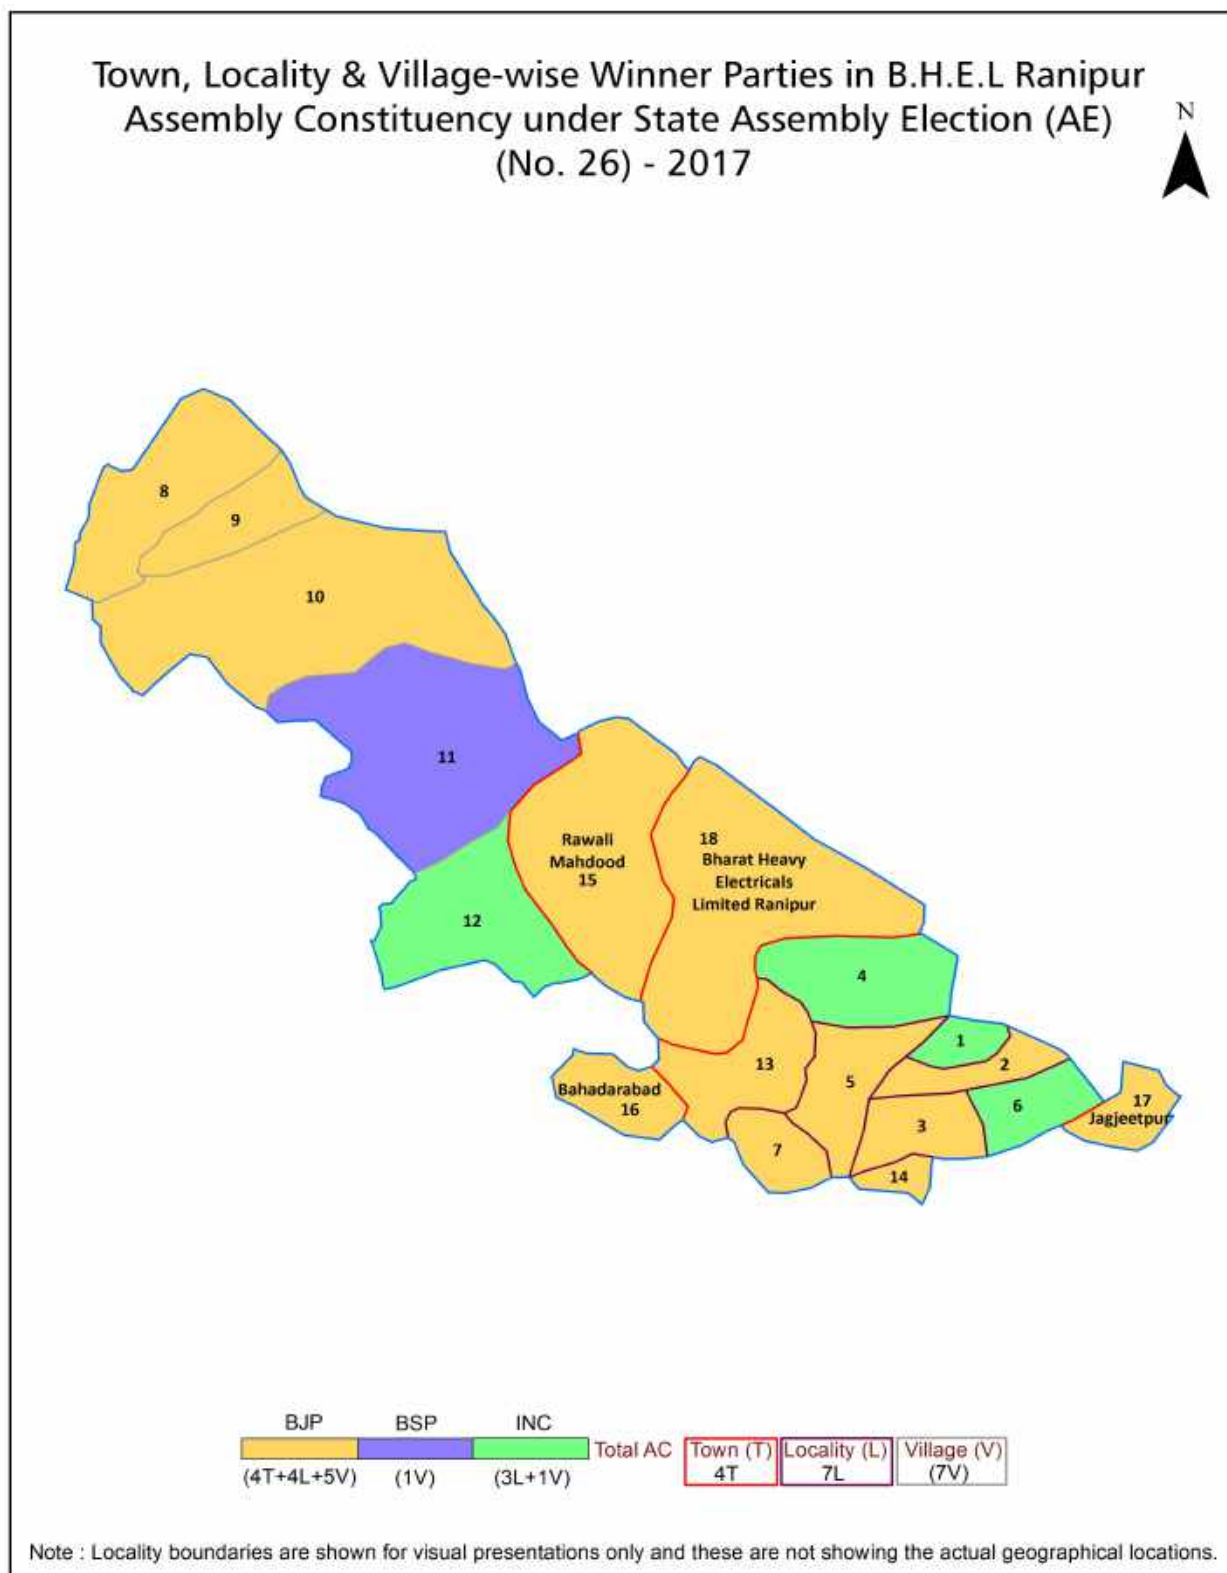 Town, Locality & Village-wise Winner Parties in B.H.E.L Ranipur
Assembly Constituency under State Assembly Election (AE)
(No. 26) - 2017
N
8
9
10
11
Rawali
Mahdood
15
18
Bharat Heavy
Electricals
Limited Ranipur
12
4
1
2
13
5
Bahadarabad
16
17
Jagjeetpur
6
3
7
14
BJP BSP INC
Total AC Town (T) Locality (L) Village (V)
4T 7L (7V)
(4T+4L+5V) (1V) (3L+1V)
Note : Locality boundaries are shown for visual presentations only and these are not showing the actual geographical locations.